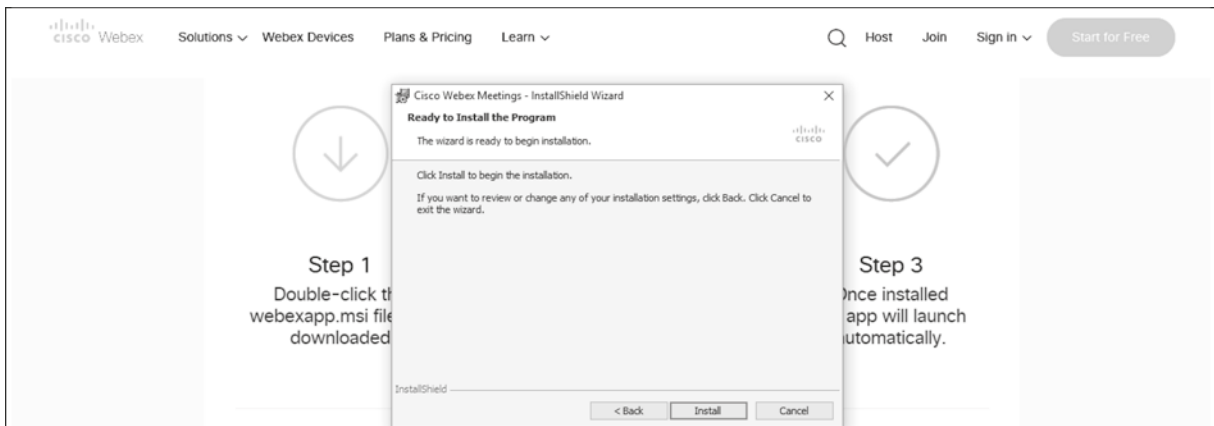 cisco Webex Solutions Webex Devices Plans & Pricing Learn Host Join Sign in Start for Free
Cisco Webex Meetings - InstallShield Wizard
Ready to Install the Program
The wizard is ready to begin installation.
cisco
Click Install to begin the installation.
If you want to review or change any of your installation settings, click Back. Click Cancel to
exit the wizard.
Step 1
Double-click
webexapp.msi
downloaded
Step 3
installed
app will launch
automatically.
InstallShield
< Back Install Cancel